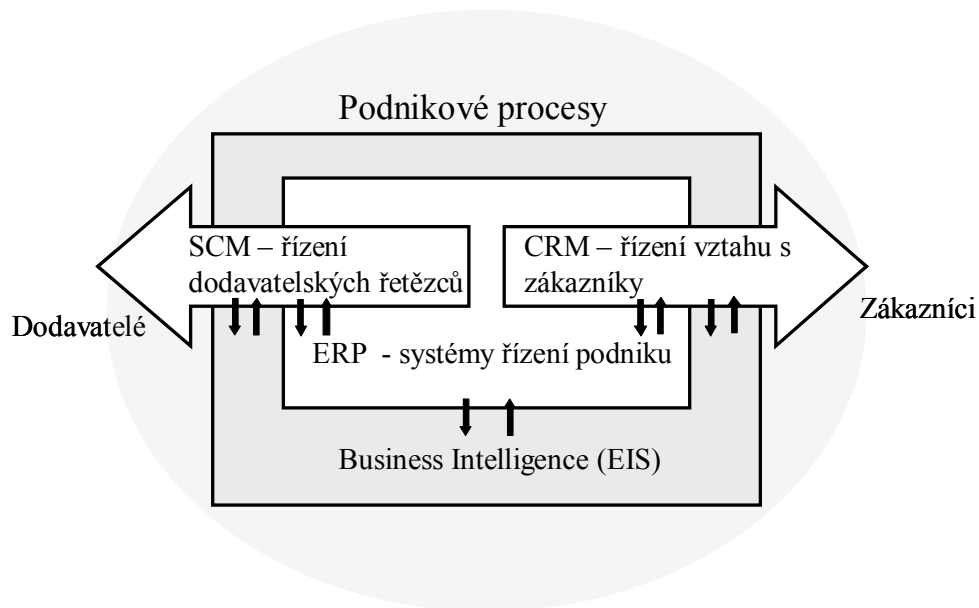 Podnikové procesy
SCM – řízení
dodavatelských řetězců
CRM – řízení vztahu s
zákazníky
Dodavatelé
Zákazníci
ERP - systémy řízení podniku
Business Intelligence (EIS)